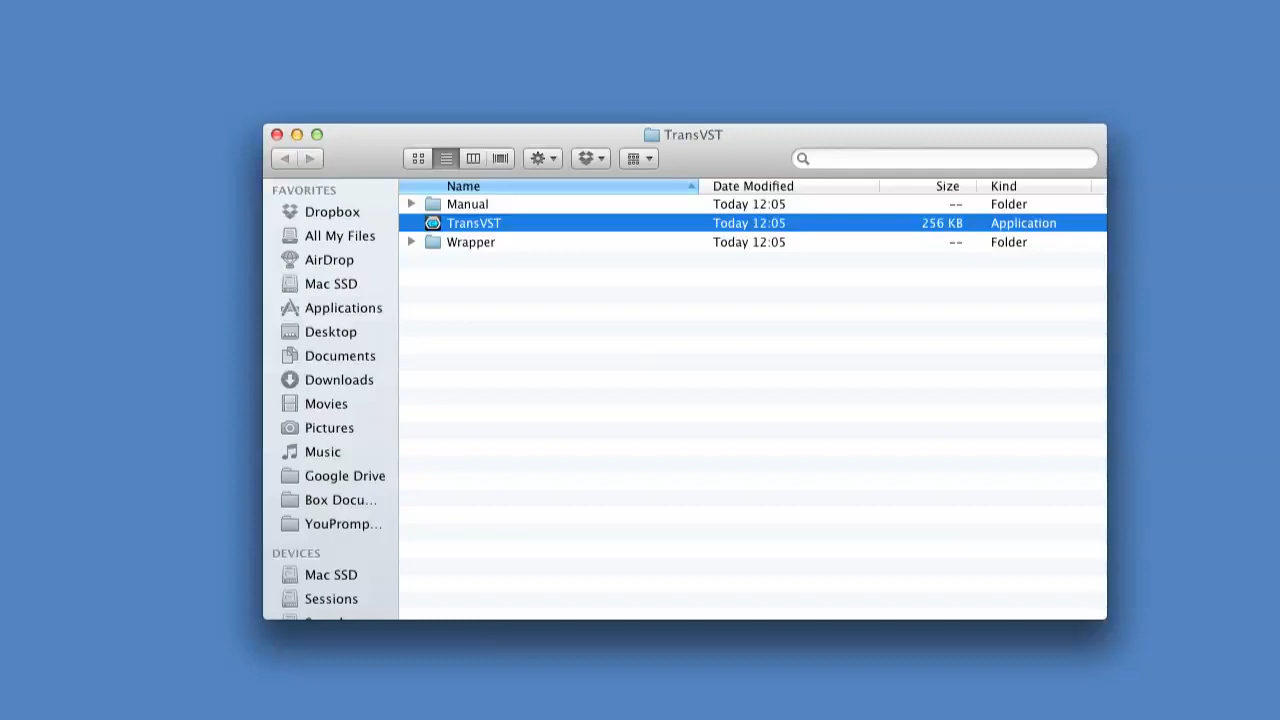 TransVST
FAVORITES
Dropbox
All My Files
AirDrop
Mac SSD
Applications
Desktop
Documents
Downloads
Movies
Pictures
Music
Google Drive
Box Docu...
YouPromp...
DEVICES
Mac SSD
Sessions
Name Date Modified Size Kind
Manual Today 12:05 -- Folder
TransVST Today 12:05 256 KB Application
Wrapper Today 12:05 -- Folder